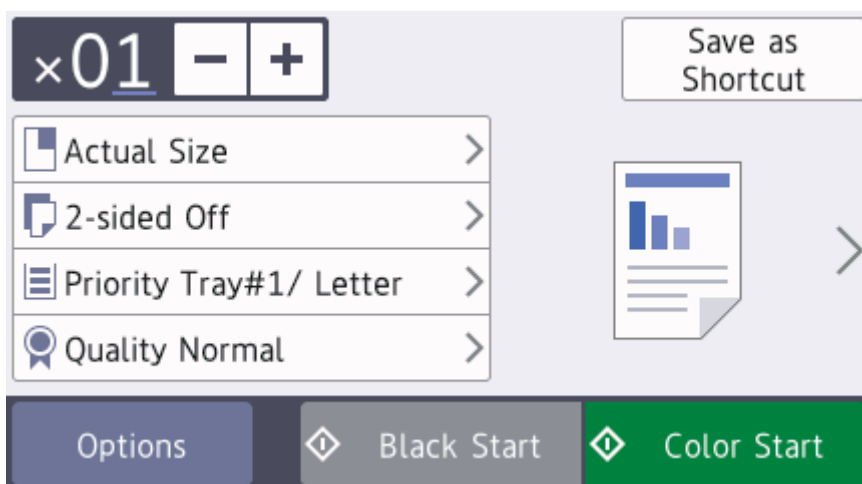 ×01 − +
Save as
Shortcut
Actual Size
2-sided Off
Priority Tray#1/ Letter
Quality Normal
Options
Black Start
Color Start